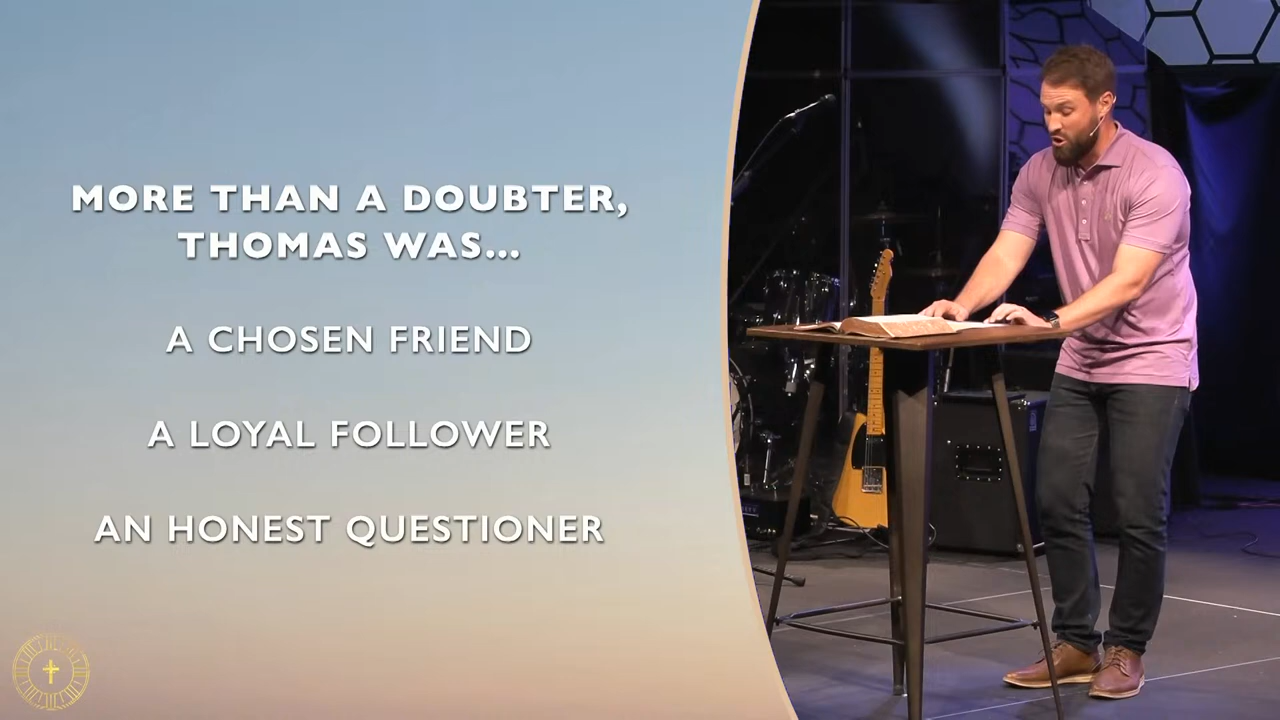 MORE THAN A DOUBTER,
THOMAS WAS...
A CHOSEN FRIEND
A LOYAL FOLLOWER
AN HONEST QUESTIONER